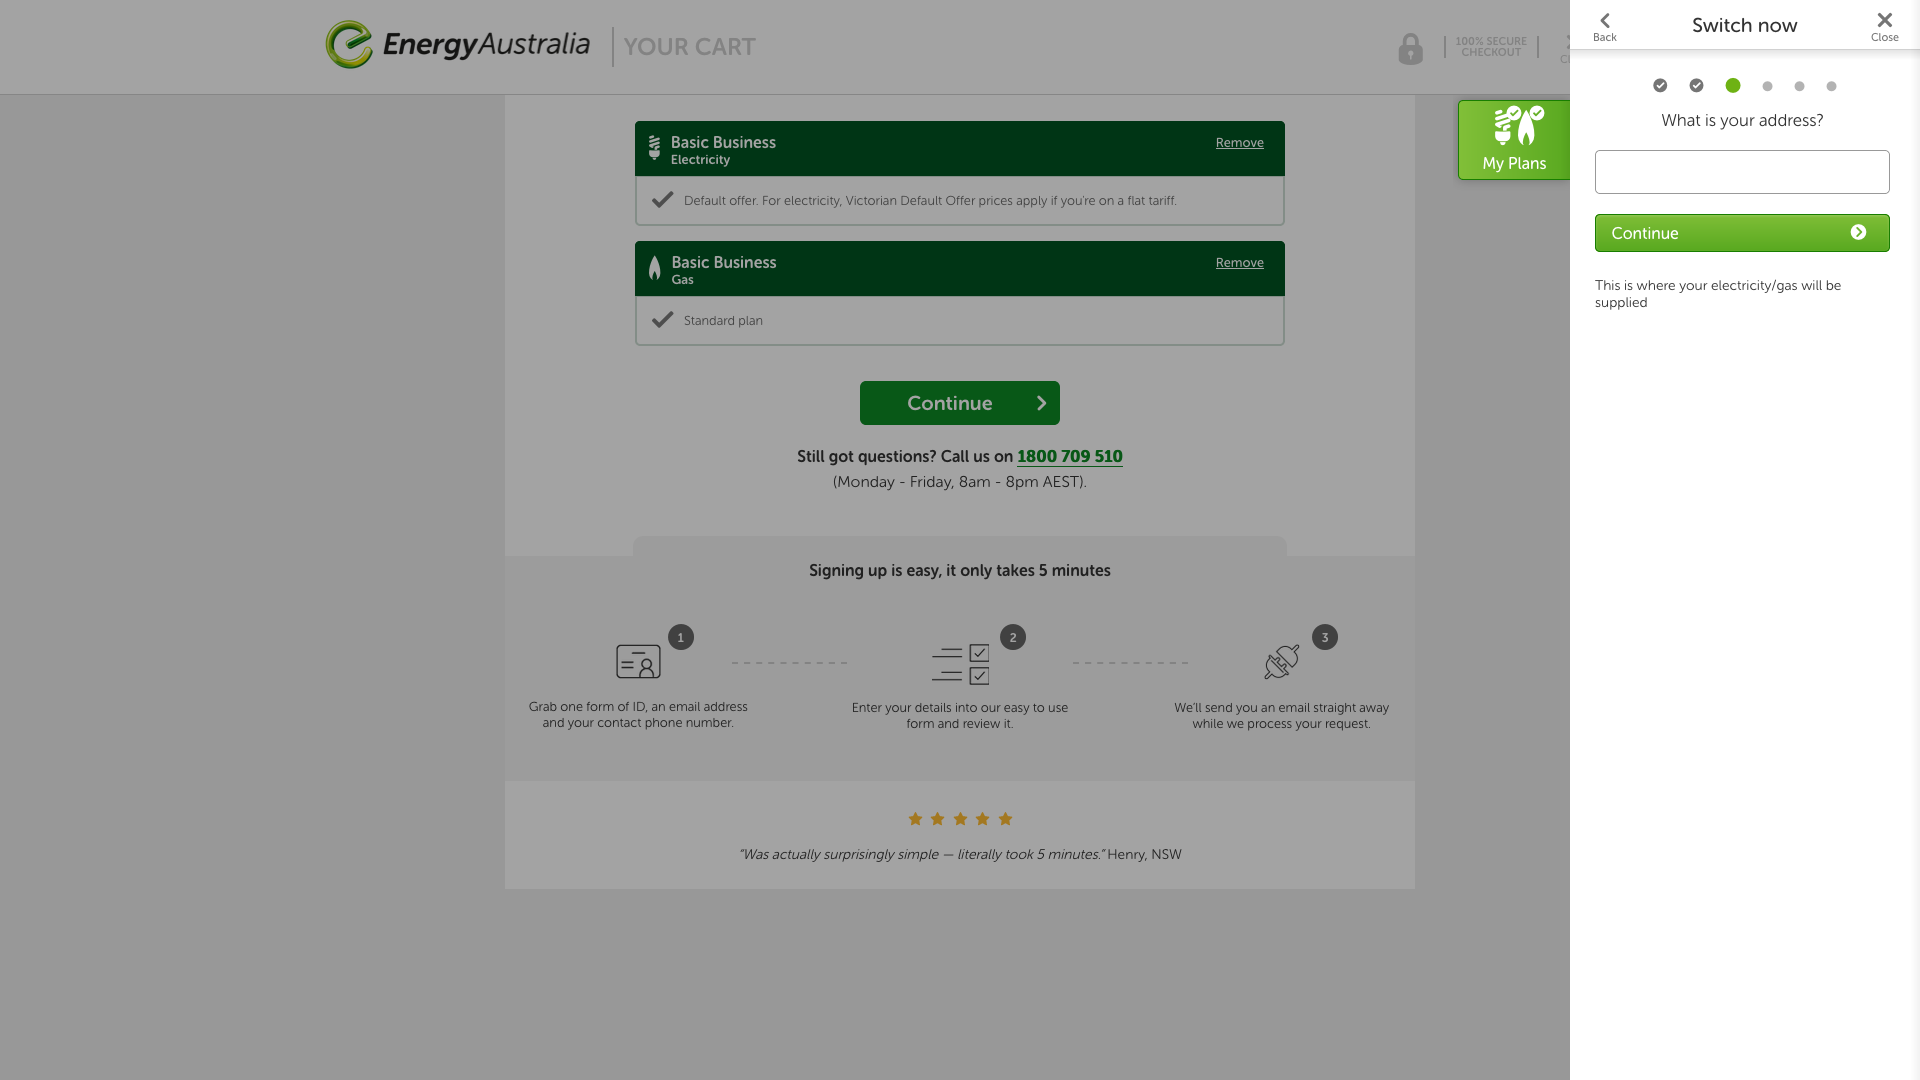 EnergyAustralia
YOUR CART
100% SECURE
CHECKOUT
Back
Switch now
Close
What is your address?
Continue
This is where your electricity/gas will be
supplied
My Plans
Basic Business
Electricity
Remove
Default offer. For electricity, Victorian Default Offer prices apply if you're on a flat tariff.
Basic Business
Gas
Remove
Standard plan
Continue
Still got questions? Call us on 1800 709 510
(Monday - Friday, 8am - 8pm AEST).
Signing up is easy, it only takes 5 minutes
1
2
3
Grab one form of ID, an email address
and your contact phone number.
Enter your details into our easy to use
form and review it.
We'll send you an email straight away
while we process your request.
"Was actually surprisingly simple — literally took 5 minutes." Henry, NSW